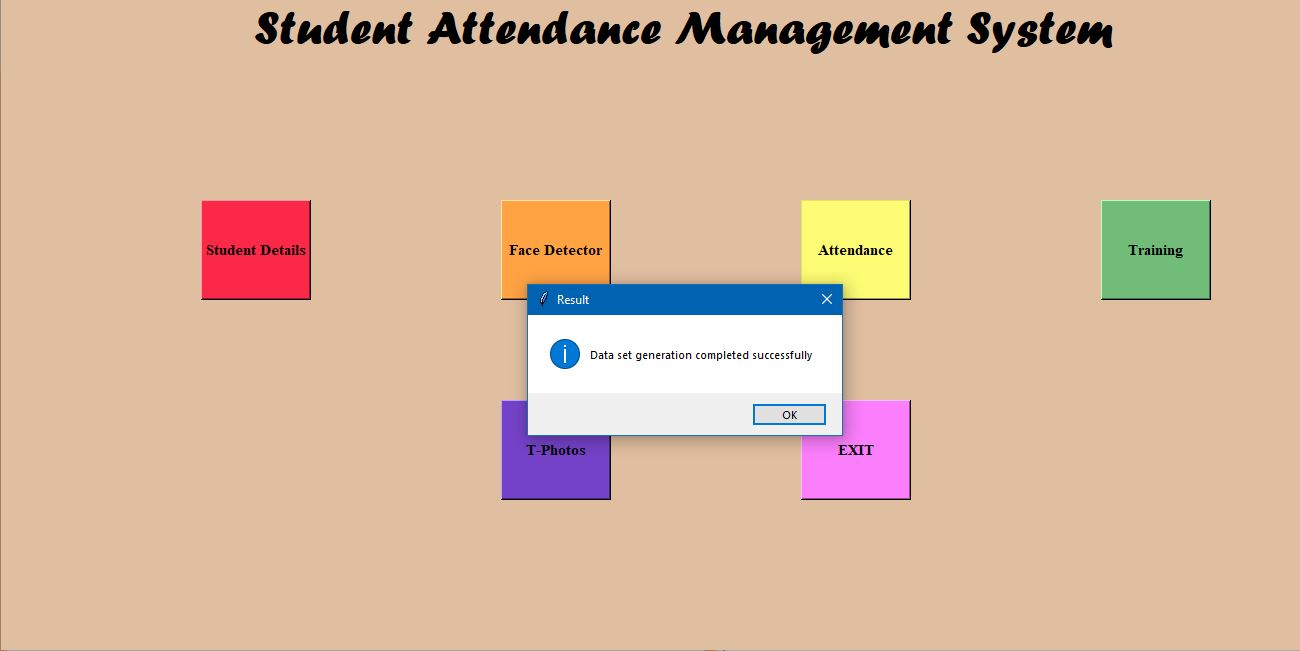 Student Attendance Management System
Student Details
Face Detector
Attendance
Training
Result
Data set generation completed successfully
OK
T-Photos
EXIT